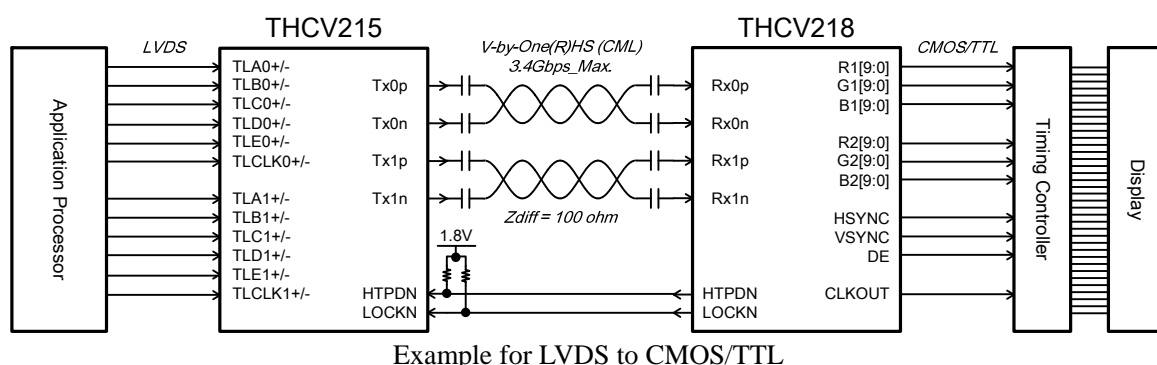 THCV215
THCV218
LVDS
V-by-One(R)HS (CML)
3.4Gbps_Max.
CMOS/TTL
Application Processor
TLA0+/-
TLB0+/-
TLC0+/-
TLD0+/-
TLE0+/-
TLCLK0+/-
TLA1+/-
TLB1+/-
TLC1+/-
TLD1+/-
TLE1+/-
TLCLK1+/-
Tx0p
Tx0n
Tx1p
Tx1n
HTPDN
LOCKN
Zdiff = 100 ohm
1.8V
Rx0p
Rx0n
Rx1p
Rx1n
HTPDN
LOCKN
R1[9:0]
G1[9:0]
B1[9:0]
R2[9:0]
G2[9:0]
B2[9:0]
HSYNC
VSYNC
DE
CLKOUT
Timing Controller
Display
Example for LVDS to CMOS/TTL